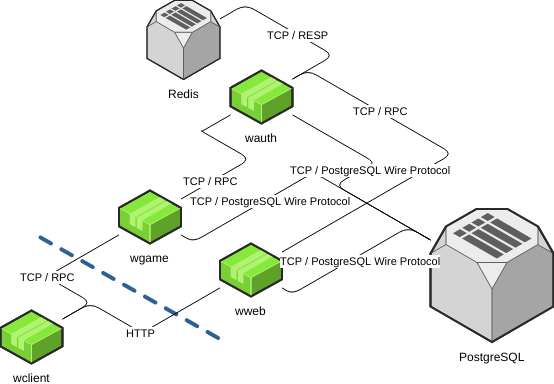 TCP / RESP
Redis
TCP / RPC
wauth
TCP / PostgreSQL Wire Protocol
TCP / RPC
TCP / PostgreSQL Wire Protocol
wgame
TCP / PostgreSQL Wire Protocol
TCP / RPC
wweb
HTTP
PostgreSQL
wclient